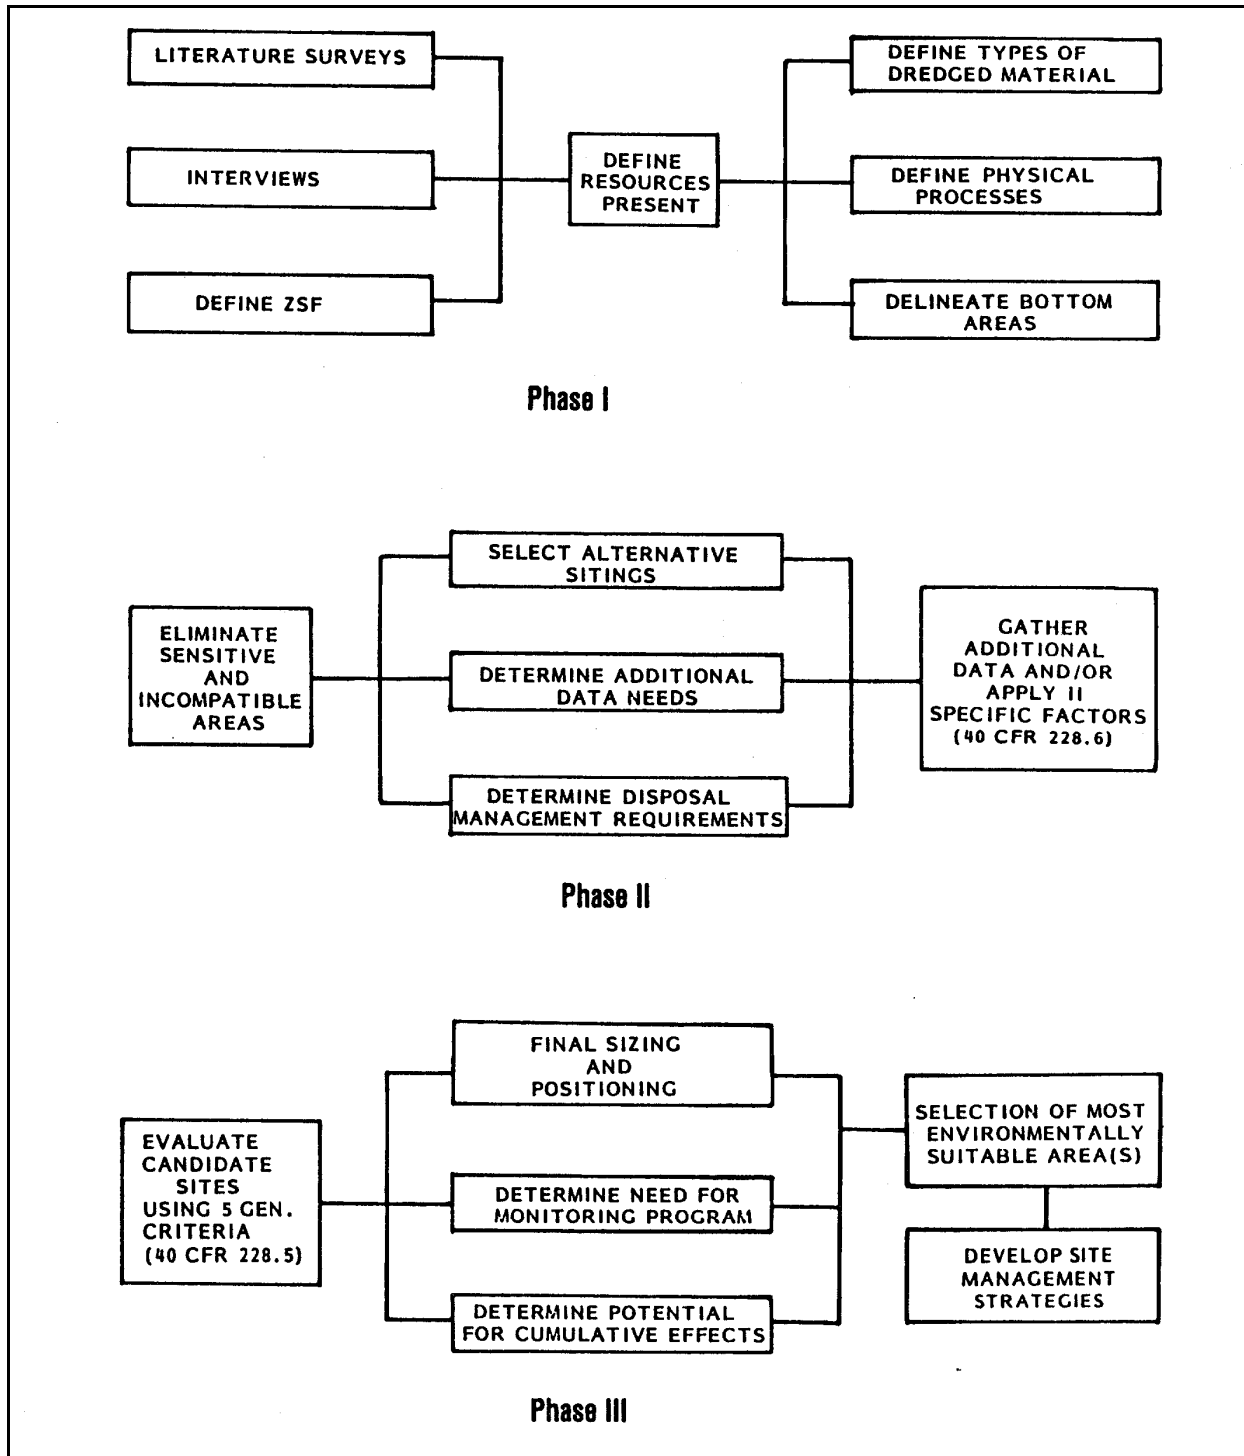 LITERATURE SURVEYS
INTERVIEWS
DEFINE ZSF
DEFINE
RESOURCES
PRESENT
DEFINE TYPES OF
DREDGED MATERIAL
DEFINE PHYSICAL
PROCESSES
DELINEATE BOTTOM
AREAS
Phase I
ELIMINATE
SENSITIVE
AND
INCOMPATIBLE
AREAS
SELECT ALTERNATIVE
SITINGS
DETERMINE ADDITIONAL
DATA NEEDS
DETERMINE DISPOSAL
MANAGEMENT REQUIREMENTS
GATHER
ADDITIONAL
DATA AND/OR
APPLY II
SPECIFIC FACTORS
(40 CFR 228.6)
Phase II
EVALUATE
CANDIDATE
SITES
USING 5 GEN.
CRITERIA
(40 CFR 228.5)
FINAL SIZING
AND
POSITIONING
DETERMINE NEED FOR
MONITORING PROGRAM
DETERMINE POTENTIAL
FOR CUMULATIVE EFFECTS
SELECTION OF MOST
ENVIRONMENTALLY
SUITABLE AREA(S)
DEVELOP SITE
MANAGEMENT
STRATEGIES
Phase III